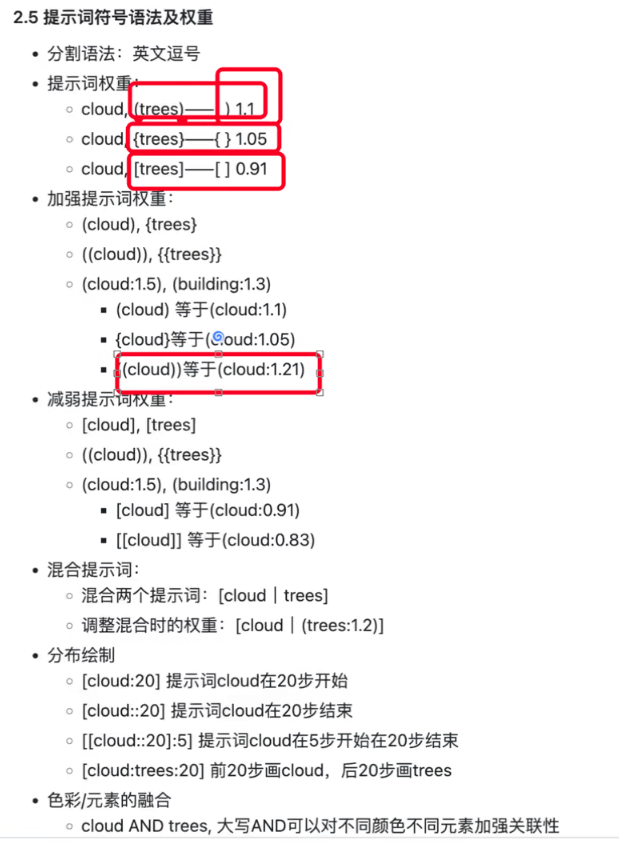 2.5 提示词符号语法及权重
分割语法：英文逗号
提示词权重：
cloud, (trees)——( ) 1.1
cloud, {trees}——{ } 1.05
cloud, [trees]——[ ] 0.91
加强提示词权重：
(cloud), {trees}
((cloud)), {{trees}}
(cloud:1.5), (building:1.3)
(cloud) 等于(cloud:1.1)
{cloud}等于(cloud:1.05)
((cloud))等于(cloud:1.21)
减弱提示词权重：
[cloud], [trees]
((cloud)), {{trees}}
(cloud:1.5), (building:1.3)
[cloud] 等于(cloud:0.91)
[[cloud]] 等于(cloud:0.83)
混合提示词：
混合两个提示词：[cloud｜trees]
调整混合时的权重：[cloud｜(trees:1.2)]
分布绘制
[cloud:20] 提示词cloud在20步开始
[cloud::20] 提示词cloud在20步结束
[[cloud::20]:5] 提示词cloud在5步开始在20步结束
[cloud:trees:20] 前20步画cloud，后20步画trees
色彩/元素的融合
cloud AND trees, 大写AND可以对不同颜色不同元素加强关联性